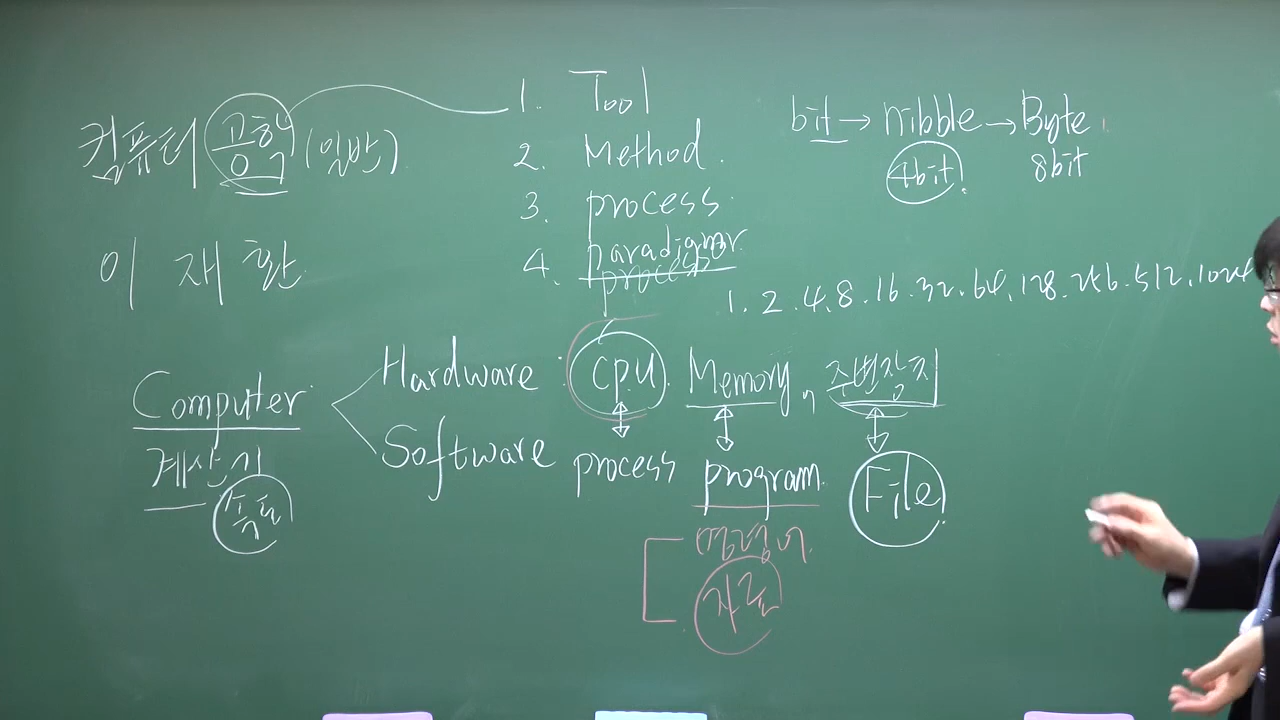 컴퓨터 공학 (일반)
이 재 환
1. Tool
2. Method.
3. process.
4. paradigm
process
bit → nibble → Byte
4bit
8bit
1. 2. 4. 8. 16. 32. 64. 128. 256. 512. 1024
Computer
계산기
Hardware : CPU. Memory, 주변장치
Software process program. File
명령어.
자료